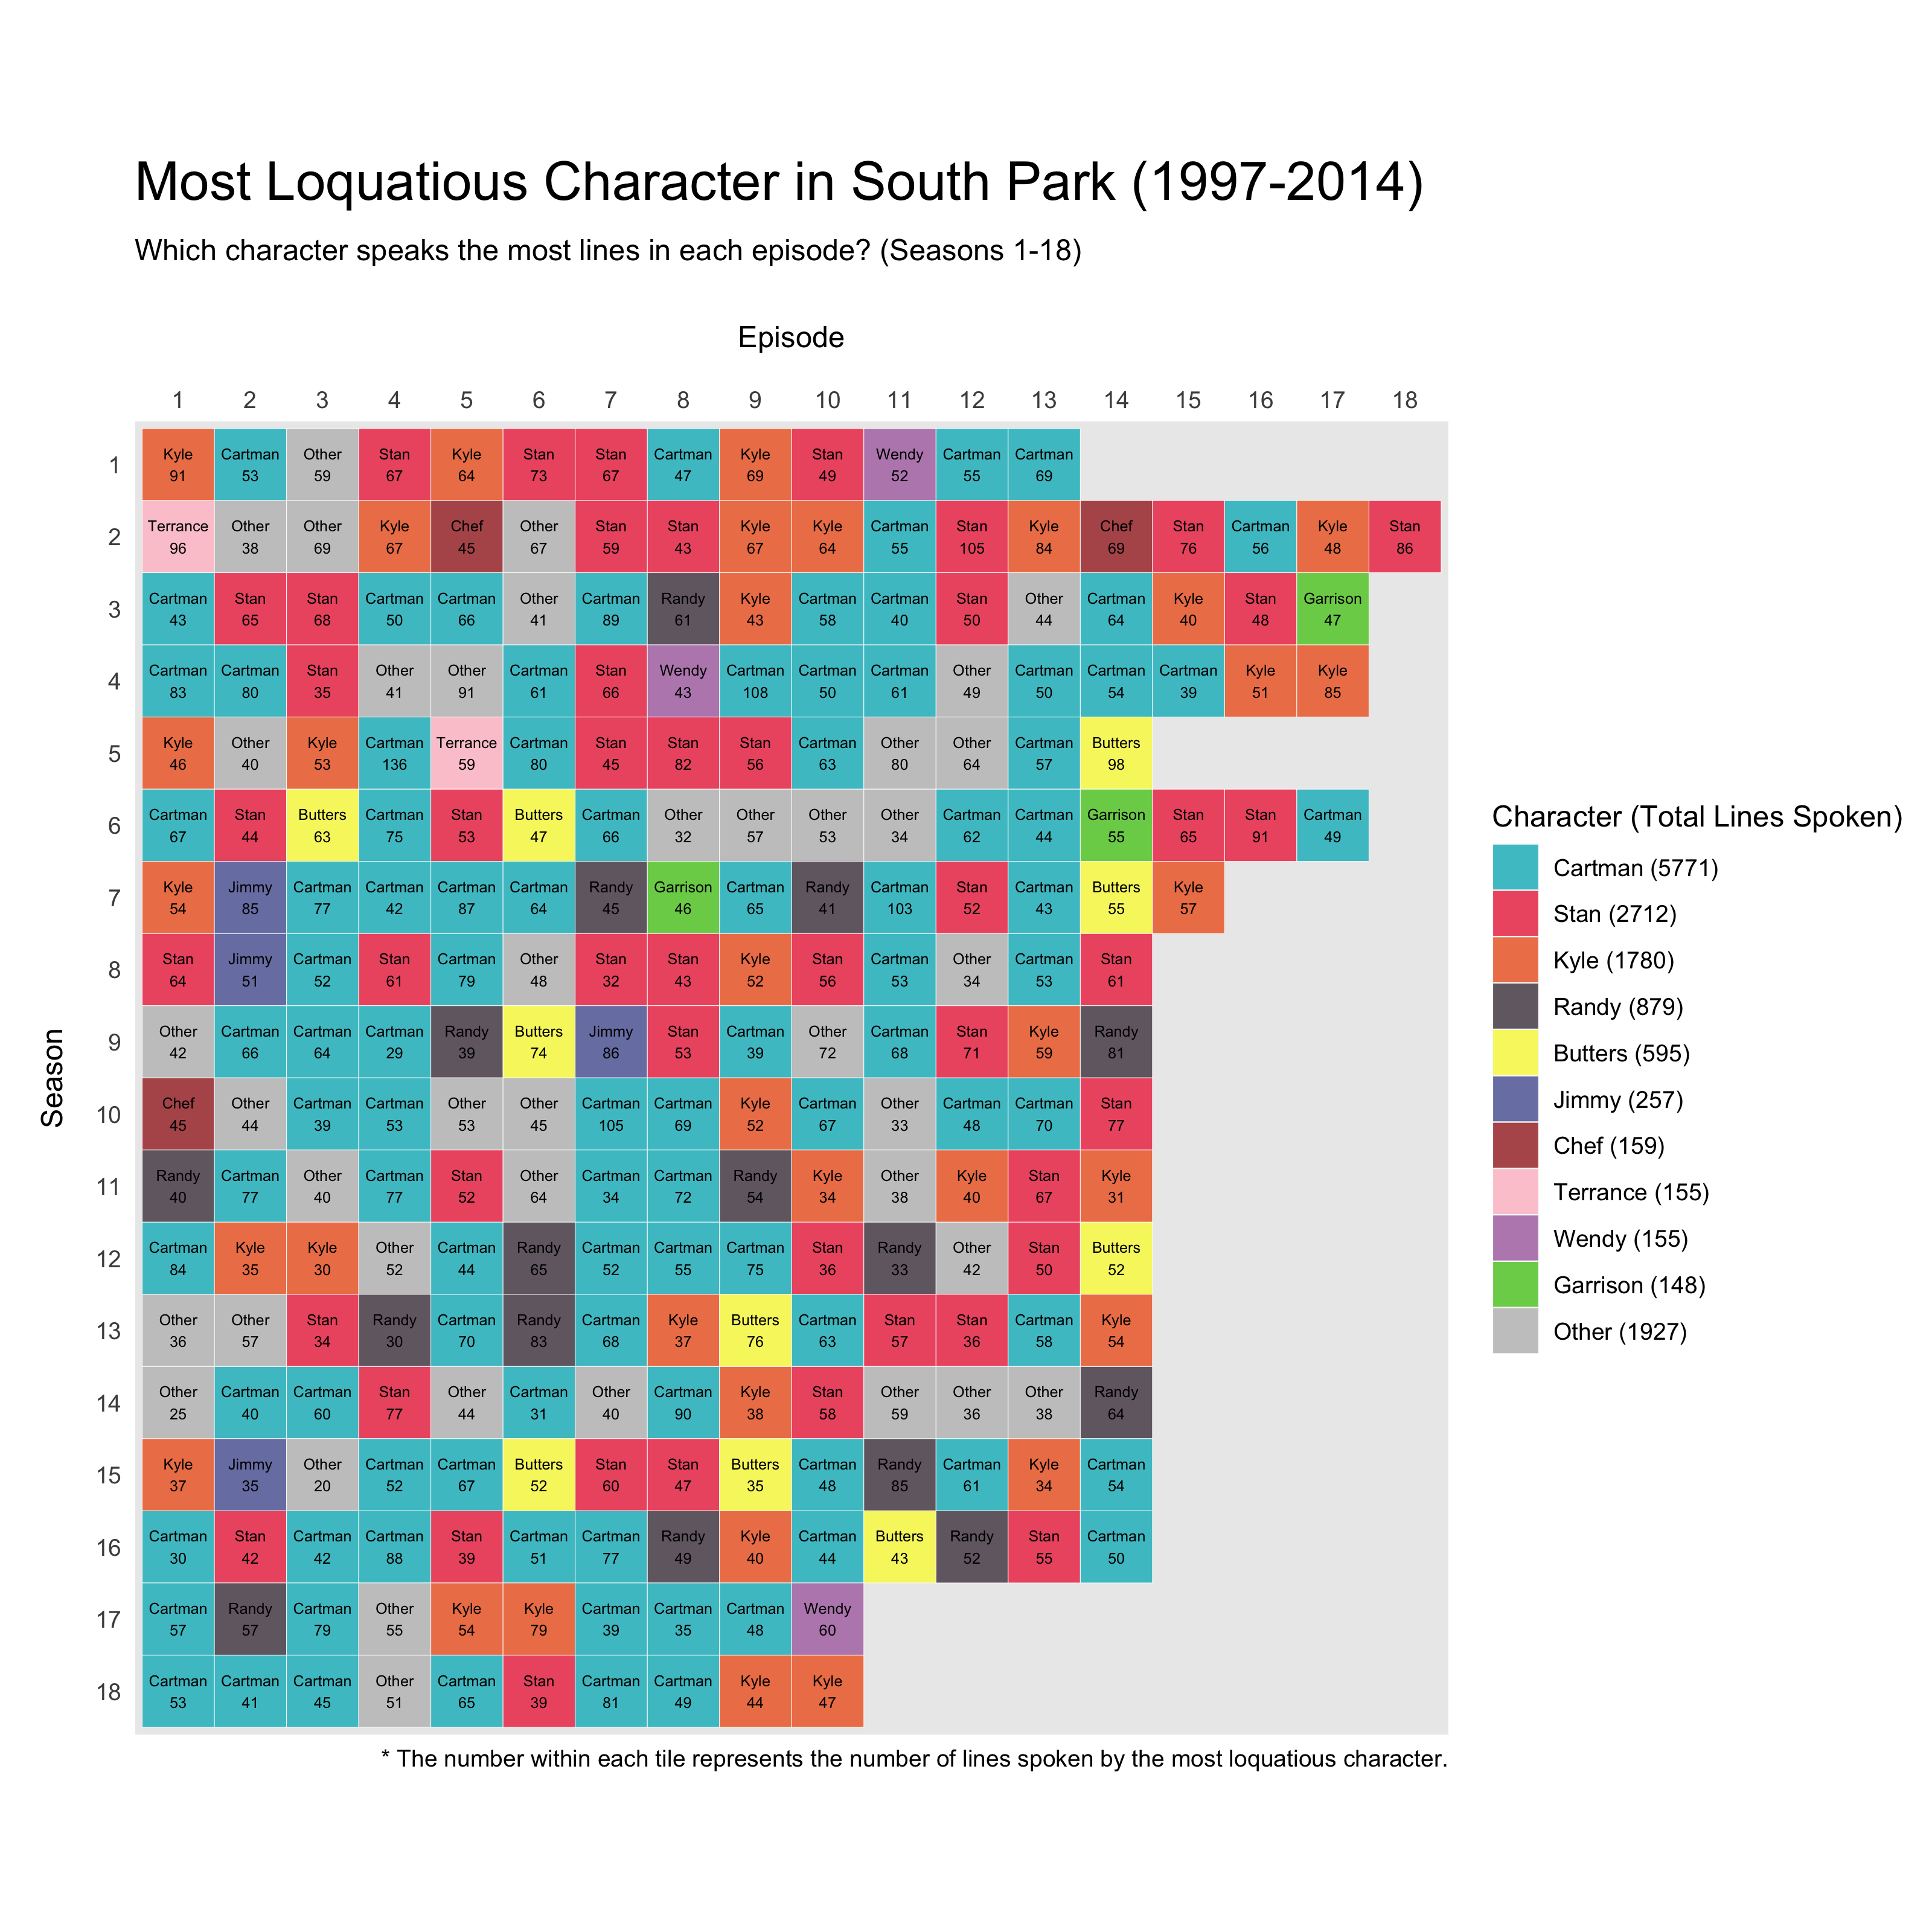 Most Loquatious Character in South Park (1997-2014)
Which character speaks the most lines in each episode? (Seasons 1-18)
Episode
1 2 3 4 5 6 7 8 9 10 11 12 13 14 15 16 17 18
Season
1
Kyle Cartman Other Stan Kyle Stan Stan Cartman Kyle Stan Wendy Cartman Cartman
91 53 59 67 64 73 67 47 69 49 52 55 69
2
Terrance Other Other Kyle Chef Other Stan Stan Kyle Kyle Cartman Stan Kyle Chef Stan Cartman Kyle Stan
96 38 69 67 45 67 59 43 67 64 55 105 84 69 76 56 48 86
3
Cartman Stan Stan Cartman Cartman Other Cartman Randy Kyle Cartman Cartman Stan Other Cartman Kyle Stan Garrison
43 65 68 50 66 41 89 61 43 58 40 50 44 64 40 48 47
4
Cartman Cartman Stan Other Other Cartman Stan Wendy Cartman Cartman Cartman Other Cartman Cartman Cartman Kyle Kyle
83 80 35 41 91 61 66 43 108 50 61 49 50 54 39 51 85
5
Kyle Other Kyle Cartman Terrance Cartman Stan Stan Stan Cartman Other Other Cartman Butters
46 40 53 136 59 80 45 82 56 63 80 64 57 98
6
Cartman Stan Butters Cartman Stan Butters Cartman Other Other Other Other Cartman Cartman Garrison Stan Stan Cartman
67 44 63 75 53 47 66 32 57 53 34 62 44 55 65 91 49
7
Kyle Jimmy Cartman Cartman Cartman Cartman Randy Garrison Cartman Randy Cartman Stan Cartman Butters Kyle
54 85 77 42 87 64 45 46 65 41 103 52 43 55 57
8
Stan Jimmy Cartman Stan Cartman Other Stan Stan Kyle Stan Cartman Other Cartman Stan
64 51 52 61 79 48 32 43 52 56 53 34 53 61
9
Other Cartman Cartman Cartman Randy Butters Jimmy Stan Cartman Other Cartman Stan Kyle Randy
42 66 64 29 39 74 86 53 39 72 68 71 59 81
10
Chef Other Cartman Cartman Other Other Cartman Cartman Kyle Cartman Other Cartman Cartman Stan
45 44 39 53 53 45 105 69 52 67 33 48 70 77
11
Randy Cartman Other Cartman Stan Other Cartman Cartman Randy Kyle Other Kyle Stan Kyle
40 77 40 77 52 64 34 72 54 34 38 40 67 31
12
Cartman Kyle Kyle Other Cartman Randy Cartman Cartman Cartman Stan Randy Other Stan Butters
84 35 30 52 44 65 52 55 75 36 33 42 50 52
13
Other Other Stan Randy Cartman Randy Cartman Kyle Butters Cartman Stan Stan Cartman Kyle
36 57 34 30 70 83 68 37 76 63 57 36 58 54
14
Other Cartman Cartman Stan Other Cartman Other Cartman Kyle Stan Other Other Other Randy
25 40 60 77 44 31 40 90 38 58 59 36 38 64
15
Kyle Jimmy Other Cartman Cartman Butters Stan Stan Butters Cartman Randy Cartman Kyle Cartman
37 35 20 52 67 52 60 47 35 48 85 61 34 54
16
Cartman Stan Cartman Cartman Stan Cartman Cartman Randy Kyle Cartman Butters Randy Stan Cartman
30 42 42 88 39 51 77 49 40 44 43 52 55 50
17
Cartman Randy Cartman Other Kyle Kyle Cartman Cartman Cartman Wendy
57 57 79 55 54 79 39 35 48 60
18
Cartman Cartman Cartman Other Cartman Stan Cartman Cartman Kyle Kyle
53 41 45 51 65 39 81 49 44 47
* The number within each tile represents the number of lines spoken by the most loquatious character.
Character (Total Lines Spoken)
Cartman (5771)
Stan (2712)
Kyle (1780)
Randy (879)
Butters (595)
Jimmy (257)
Chef (159)
Terrance (155)
Wendy (155)
Garrison (148)
Other (1927)